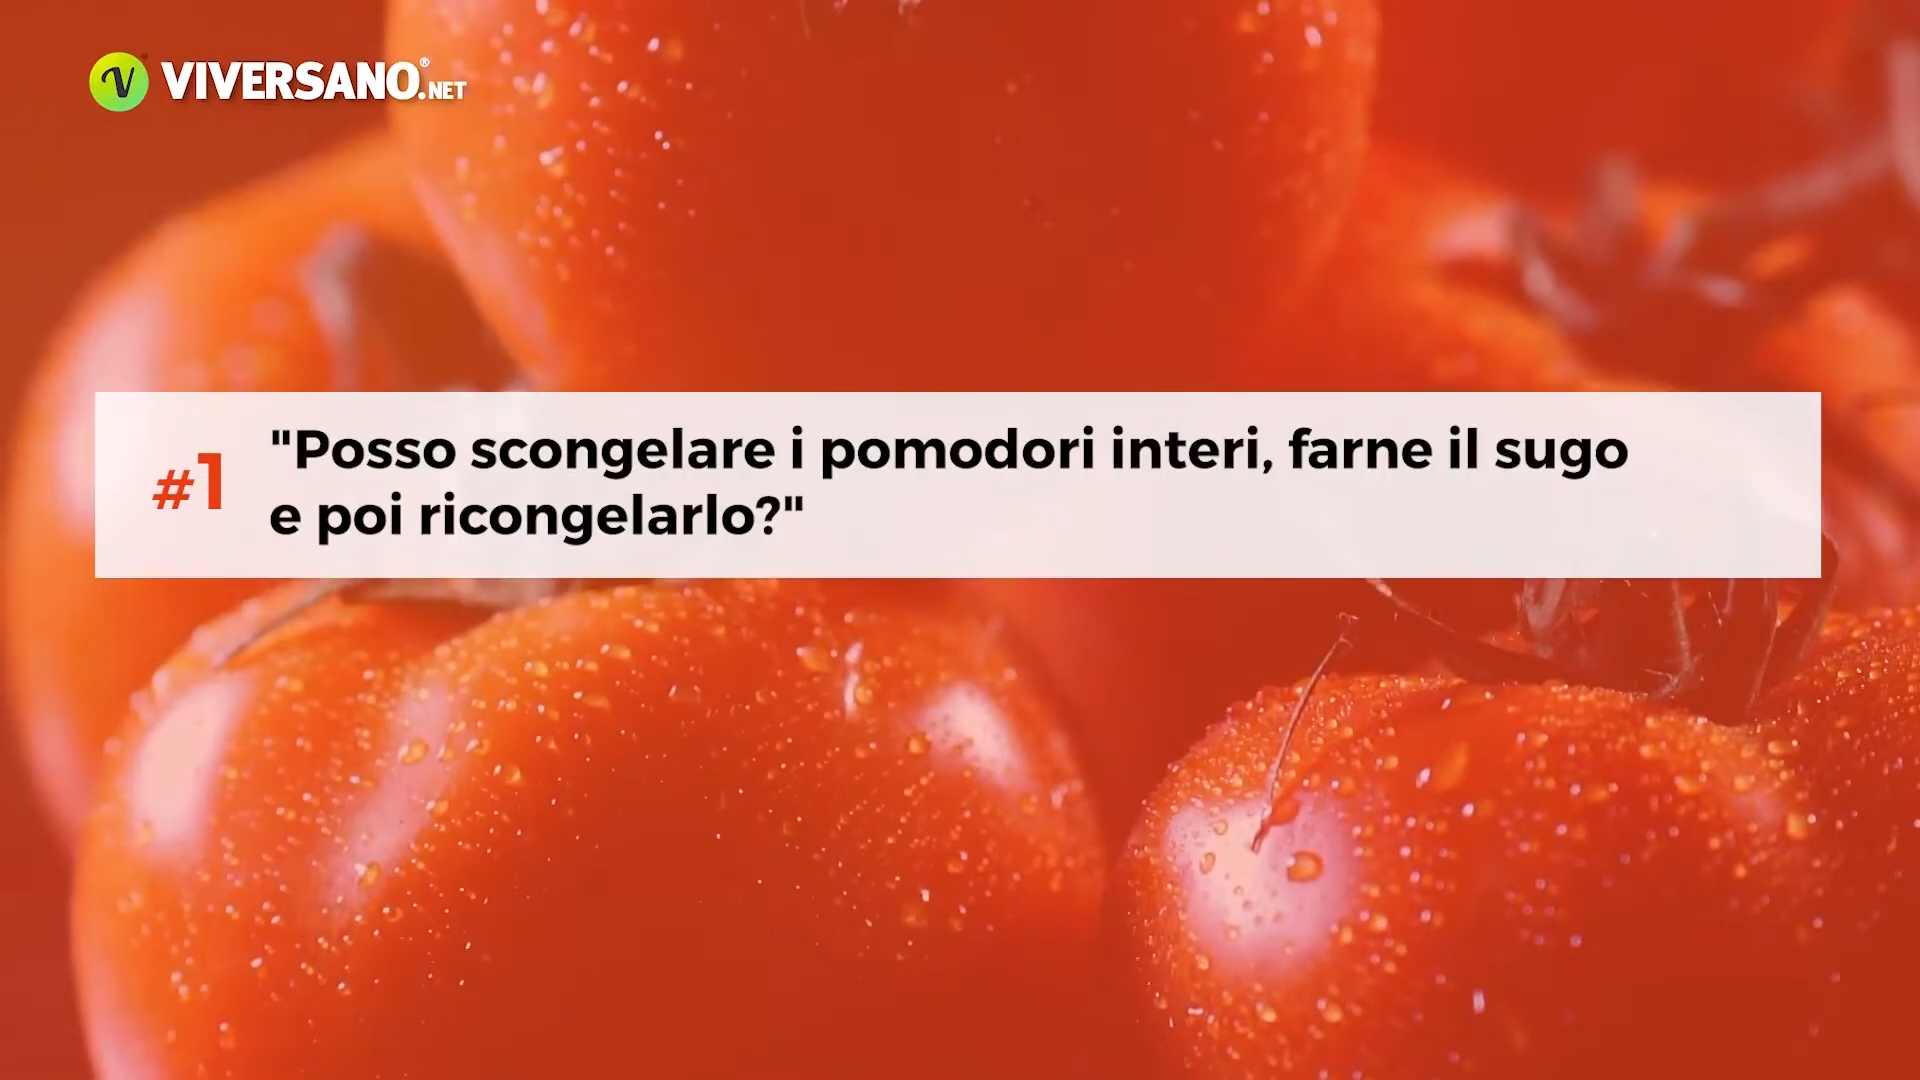 VIVERSANO.NET®
#1
"Posso scongelare i pomodori interi, farne il sugo
e poi ricongelarlo?"